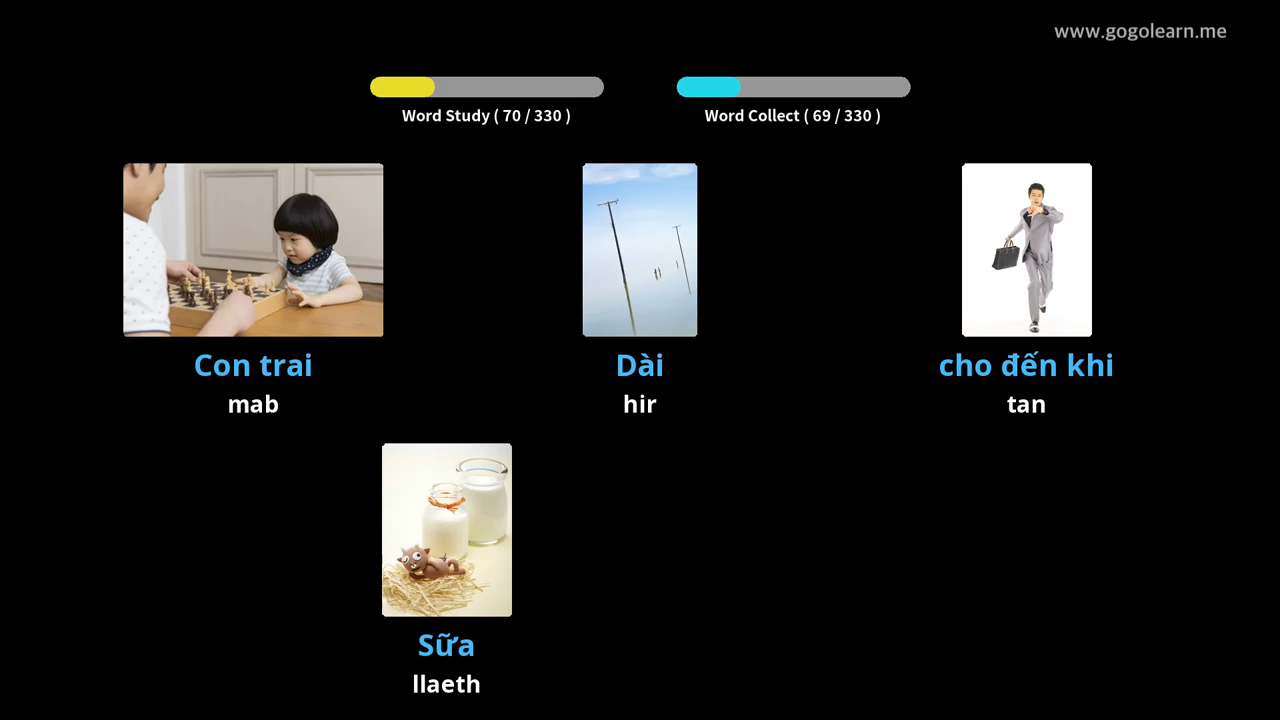 www.gogolearn.me
Word Study ( 70 / 330 )
Word Collect ( 69 / 330 )
Con trai
mab
Dài
hir
cho đến khi
tan
Sữa
llaeth